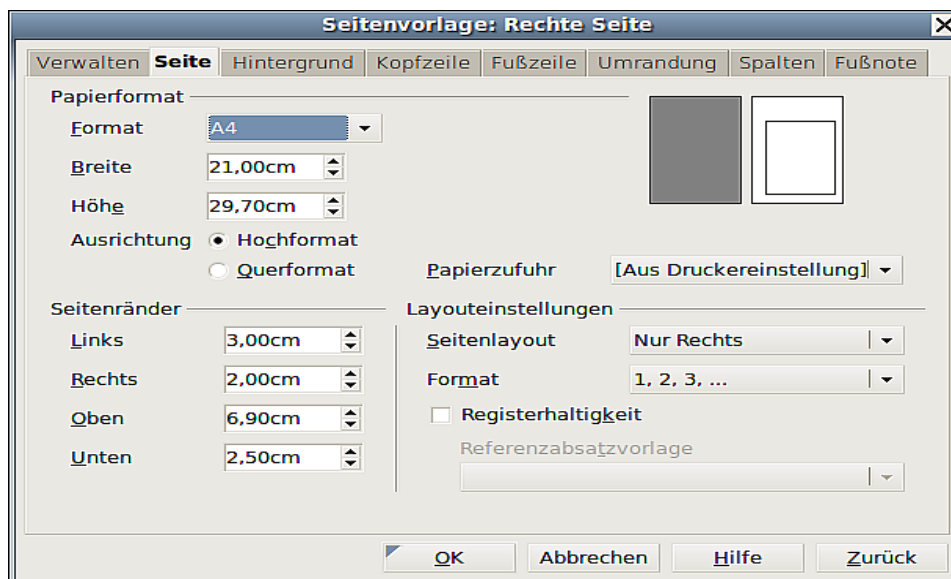 Seitenvorlage: Rechte Seite
Verwalten Seite Hintergrund Kopfzeile Fußzeile Umrandung Spalten Fußnote
Papierformat
Format A4
Breite 21,00cm
Höhe 29,70cm
Ausrichtung Hochformat
Querformat Papierzufuhr [Aus Druckereinstellung]
Seitenränder Layouteinstellungen
Links 3,00cm Seitenlayout Nur Rechts
Rechts 2,00cm Format 1, 2, 3, ...
Oben 6,90cm Registerhaltigkeit
Referenzabsatzvorlage
Unten 2,50cm
OK Abbrechen Hilfe Zurück